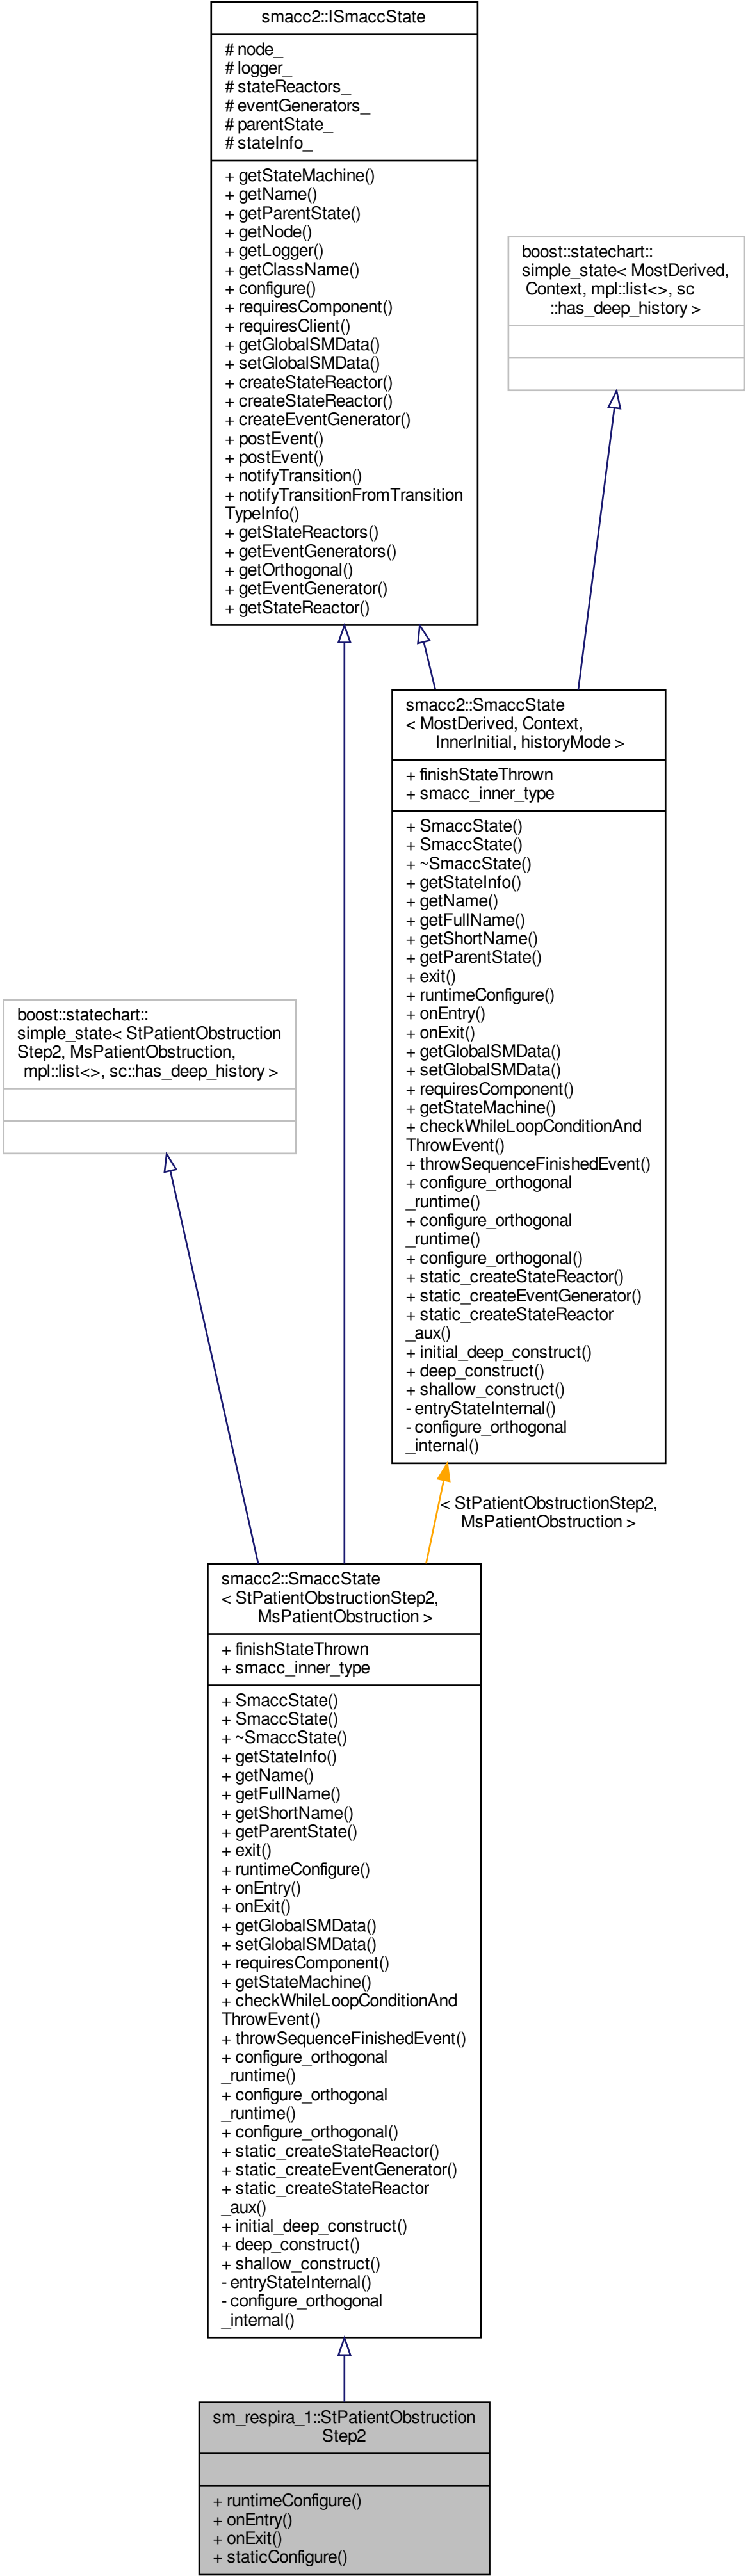 smacc2::ISmaccState
# node_
# logger_
# stateReactors_
# eventGenerators_
# parentState_
# stateInfo_
+ getStateMachine()
+ getName()
+ getParentState()
+ getNode()
+ getLogger()
+ getClassName()
+ configure()
+ requiresComponent()
+ requiresClient()
+ getGlobalSMData()
+ setGlobalSMData()
+ createStateReactor()
+ createStateReactor()
+ createEventGenerator()
+ postEvent()
+ postEvent()
+ notifyTransition()
+ notifyTransitionFromTransition
TypeInfo()
+ getStateReactors()
+ getEventGenerators()
+ getOrthogonal()
+ getEventGenerator()
+ getStateReactor()
boost::statechart::
simple_state< MostDerived,
Context, mpl::list<>, sc
::has_deep_history >
smacc2::SmaccState
< MostDerived, Context,
InnerInitial, historyMode >
+ finishStateThrown
+ smacc_inner_type
+ SmaccState()
+ SmaccState()
+ ~SmaccState()
+ getStateInfo()
+ getName()
+ getFullName()
+ getShortName()
+ getParentState()
+ exit()
+ runtimeConfigure()
+ onEntry()
+ onExit()
+ getGlobalSMData()
+ setGlobalSMData()
+ requiresComponent()
+ getStateMachine()
+ checkWhileLoopConditionAnd
ThrowEvent()
+ throwSequenceFinishedEvent()
+ configure_orthogonal
_runtime()
+ configure_orthogonal
_runtime()
+ configure_orthogonal()
+ static_createStateReactor()
+ static_createEventGenerator()
+ static_createStateReactor
_aux()
+ initial_deep_construct()
+ deep_construct()
+ shallow_construct()
- entryStateInternal()
- configure_orthogonal
_internal()
boost::statechart::
simple_state< StPatientObstruction
Step2, MsPatientObstruction,
mpl::list<>, sc::has_deep_history >
< StPatientObstructionStep2,
MsPatientObstruction >
smacc2::SmaccState
< StPatientObstructionStep2,
MsPatientObstruction >
+ finishStateThrown
+ smacc_inner_type
+ SmaccState()
+ SmaccState()
+ ~SmaccState()
+ getStateInfo()
+ getName()
+ getFullName()
+ getShortName()
+ getParentState()
+ exit()
+ runtimeConfigure()
+ onEntry()
+ onExit()
+ getGlobalSMData()
+ setGlobalSMData()
+ requiresComponent()
+ getStateMachine()
+ checkWhileLoopConditionAnd
ThrowEvent()
+ throwSequenceFinishedEvent()
+ configure_orthogonal
_runtime()
+ configure_orthogonal
_runtime()
+ configure_orthogonal()
+ static_createStateReactor()
+ static_createEventGenerator()
+ static_createStateReactor
_aux()
+ initial_deep_construct()
+ deep_construct()
+ shallow_construct()
- entryStateInternal()
- configure_orthogonal
_internal()
sm_respira_1::StPatientObstruction
Step2
+ runtimeConfigure()
+ onEntry()
+ onExit()
+ staticConfigure()